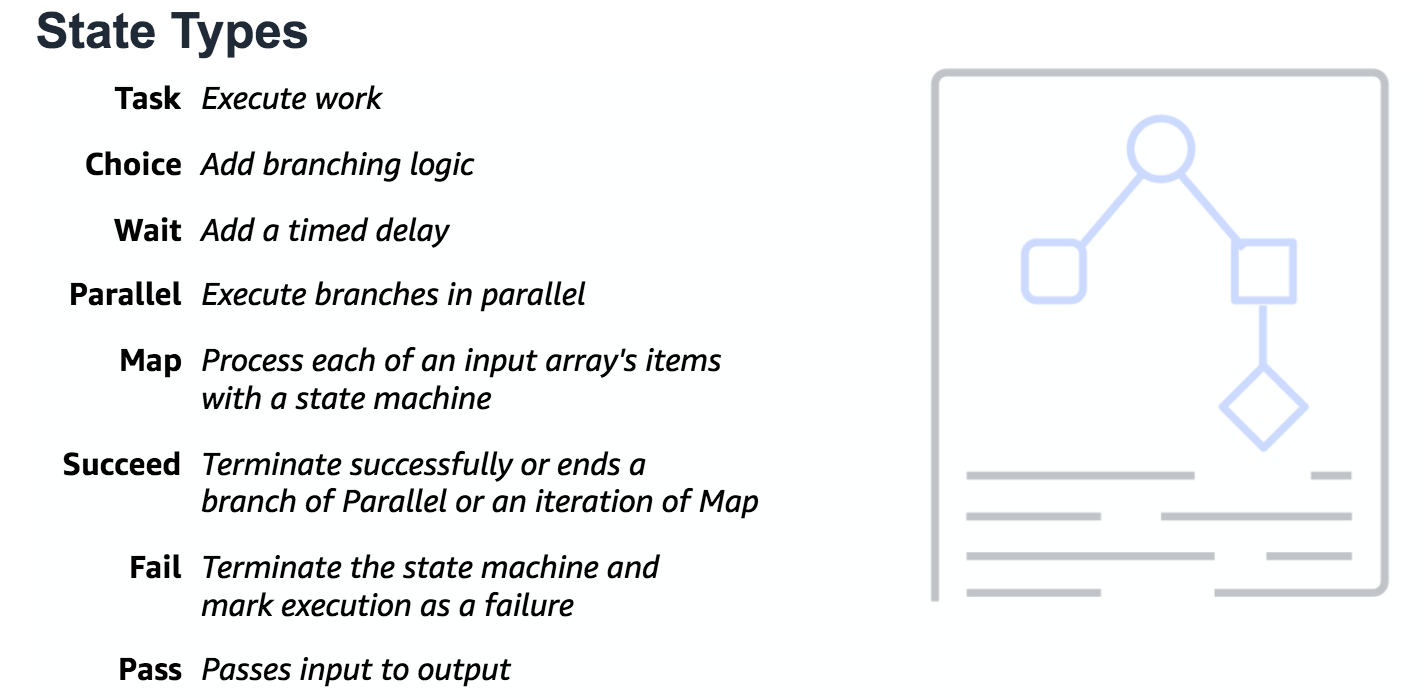 State Types
Task Execute work
Choice Add branching logic
Wait Add a timed delay
Parallel Execute branches in parallel
Map Process each of an input array's items
with a state machine
Succeed Terminate successfully or ends a
branch of Parallel or an iteration of Map
Fail Terminate the state machine and
mark execution as a failure
Pass Passes input to output